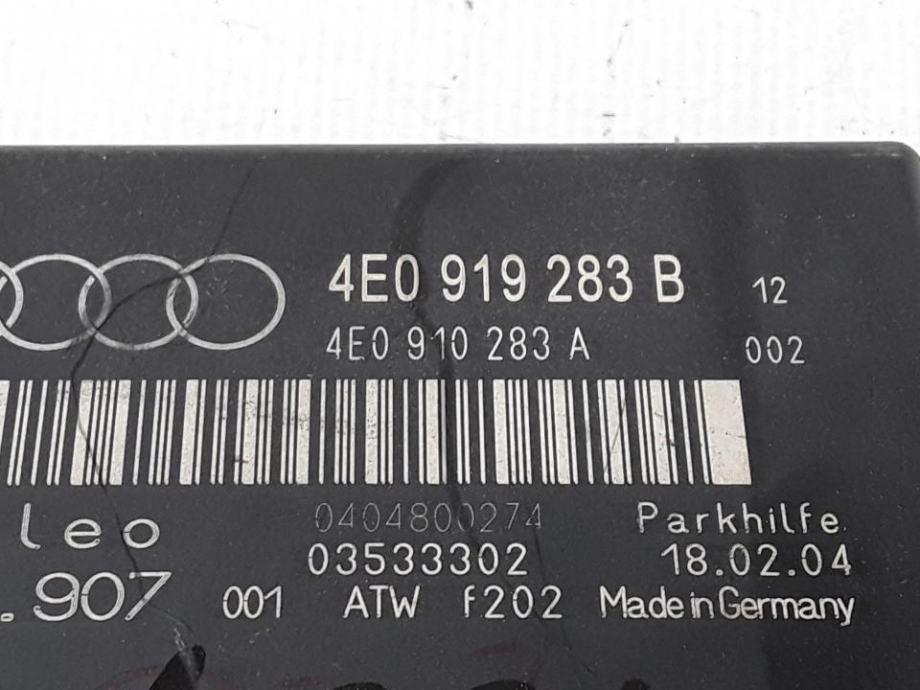 4E0 919 283 B 12
4E0 910 283 A 002
leo 0404800274 Parkhilfe
03533302 18.02.04
.907 001 ATW f202 Made in Germany